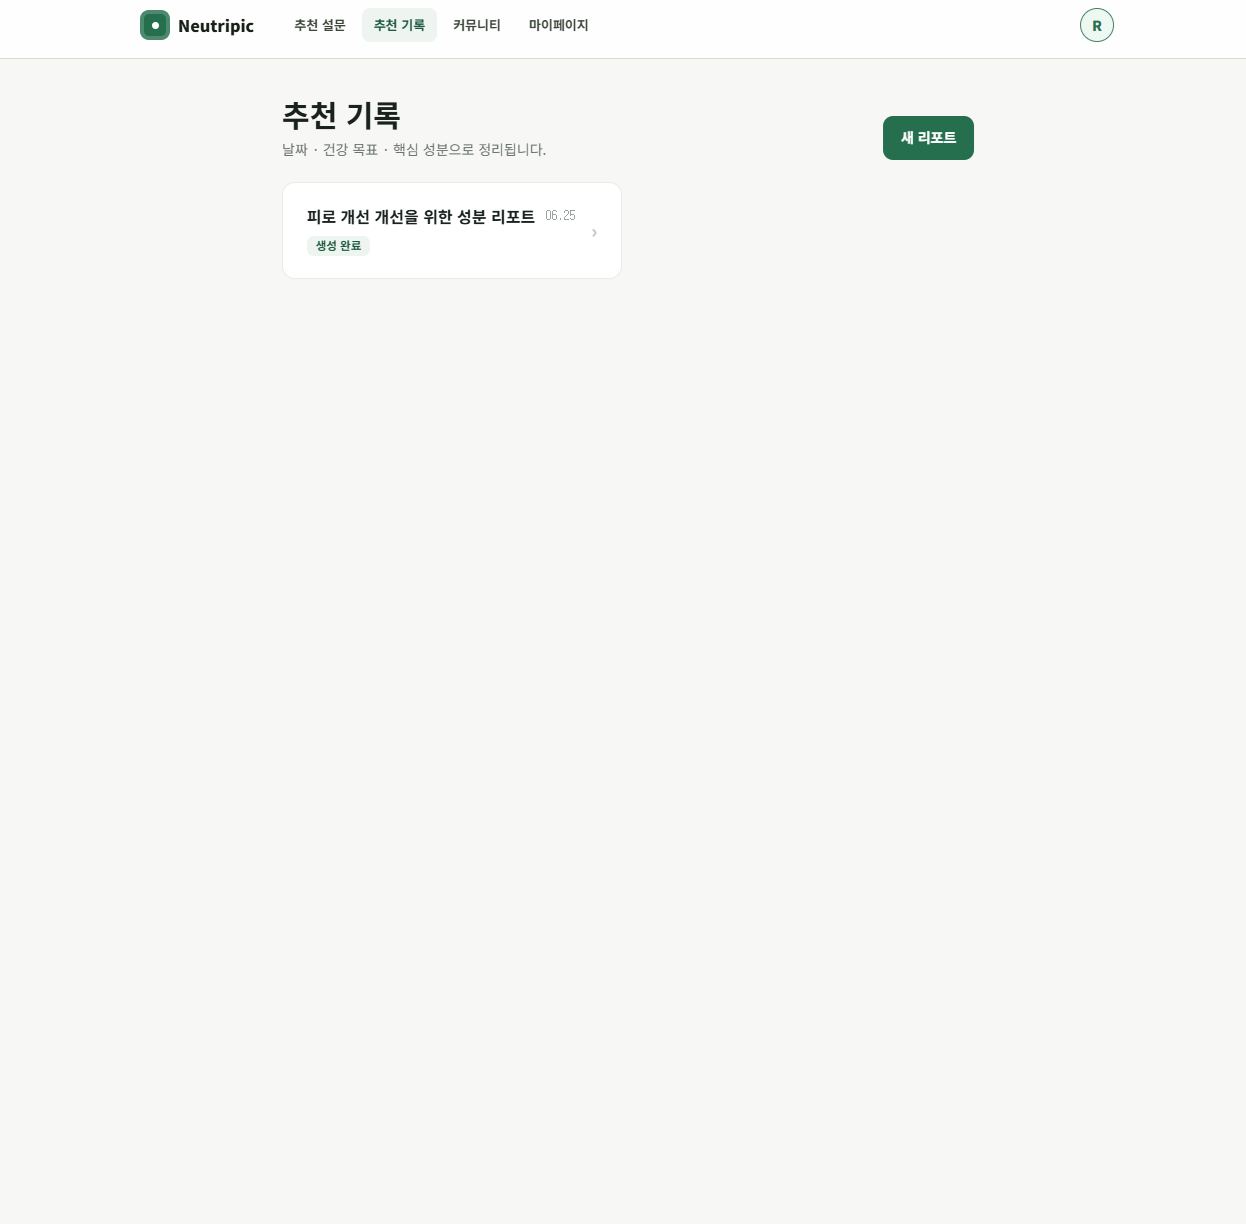 Neutripic 추천 설문 추천 기록 커뮤니티 마이페이지 R
추천 기록
날짜 · 건강 목표 · 핵심 성분으로 정리됩니다.
새 리포트
피로 개선 개선을 위한 성분 리포트 06.25
생성 완료